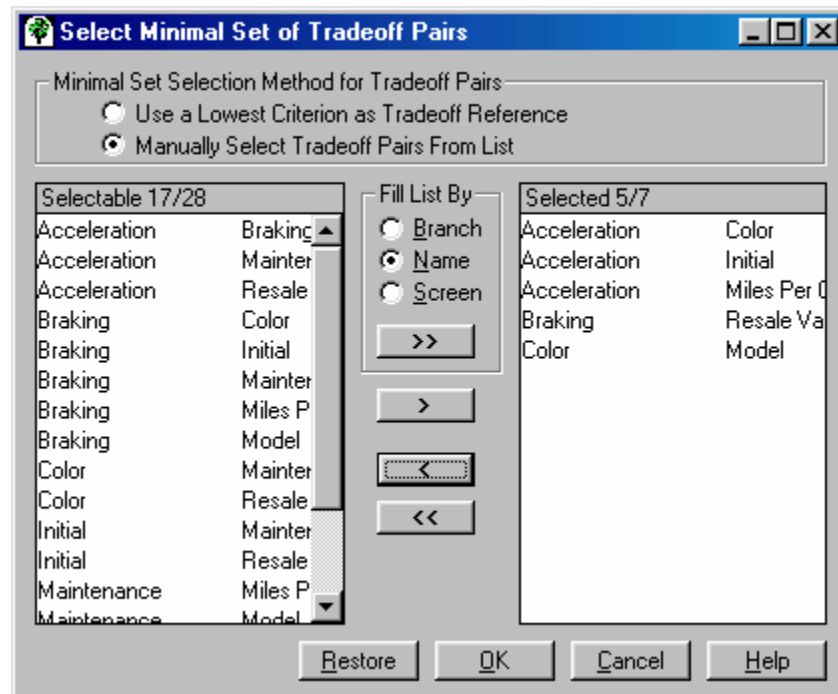 Select Minimal Set of Tradeoff Pairs
Minimal Set Selection Method for Tradeoff Pairs
Use a Lowest Criterion as Tradeoff Reference
Manually Select Tradeoff Pairs From List
Selectable 17/28
Acceleration Braking
Acceleration Mainter
Acceleration Resale
Braking Color
Braking Initial
Braking Mainter
Braking Miles P
Braking Model
Color Mainter
Color Resale
Initial Mainter
Initial Resale
Maintenance Miles P
Maintenance Model
Fill List By
Branch
Name
Screen
>>
>
<
<<
Selected 5/7
Acceleration Color
Acceleration Initial
Acceleration Miles Per
Braking Resale Va
Color Model
Restore OK Cancel Help